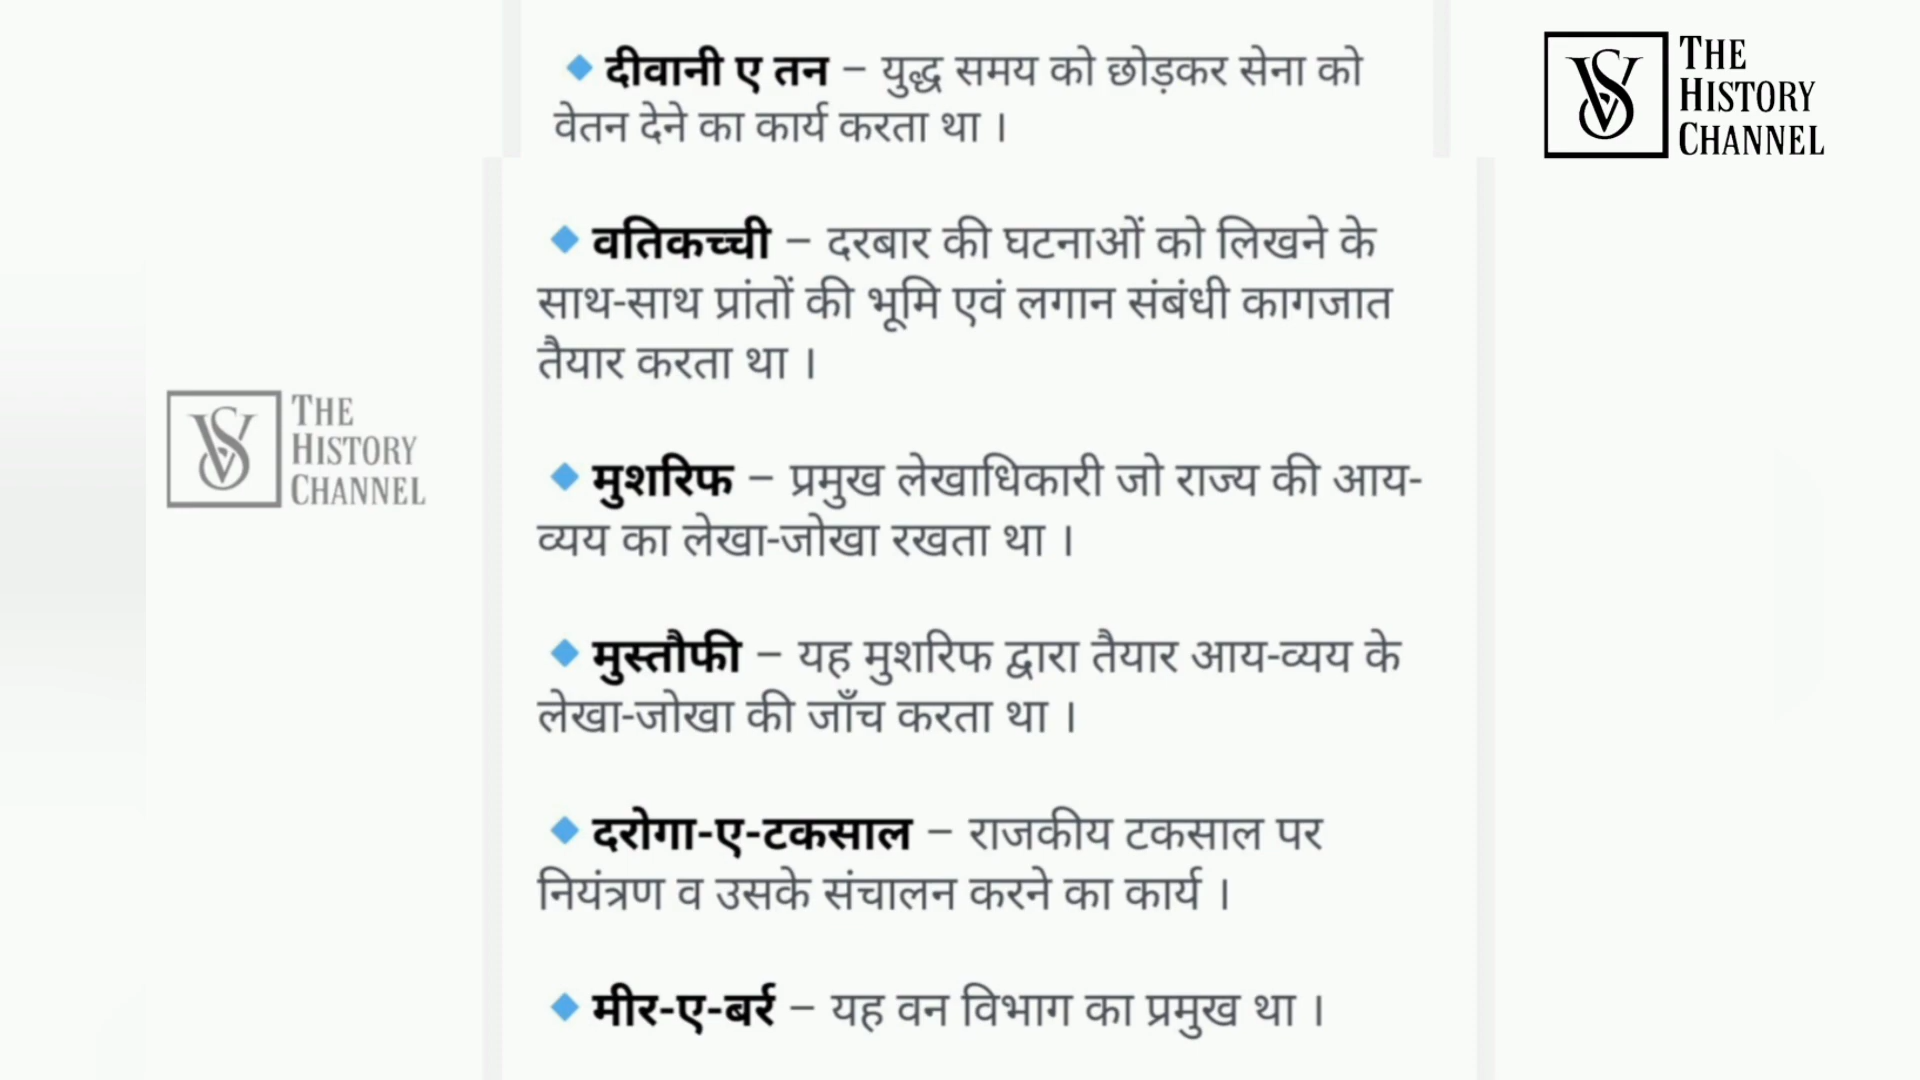 🔹दीवानी ए तन – युद्ध समय को छोड़कर सेना को
वेतन देने का कार्य करता था ।
THE
HISTORY
CHANNEL
🔹वतिकच्ची – दरबार की घटनाओं को लिखने के
साथ-साथ प्रांतों की भूमि एवं लगान संबंधी कागजात
तैयार करता था ।
THE
HISTORY
CHANNEL
🔹मुशरिफ – प्रमुख लेखाधिकारी जो राज्य की आय-
व्यय का लेखा-जोखा रखता था ।
🔹मुस्तौफी – यह मुशरिफ द्वारा तैयार आय-व्यय के
लेखा-जोखा की जाँच करता था ।
🔹दरोगा-ए-टकसाल – राजकीय टकसाल पर
नियंत्रण व उसके संचालन करने का कार्य ।
🔹मीर-ए-बर्र – यह वन विभाग का प्रमुख था ।